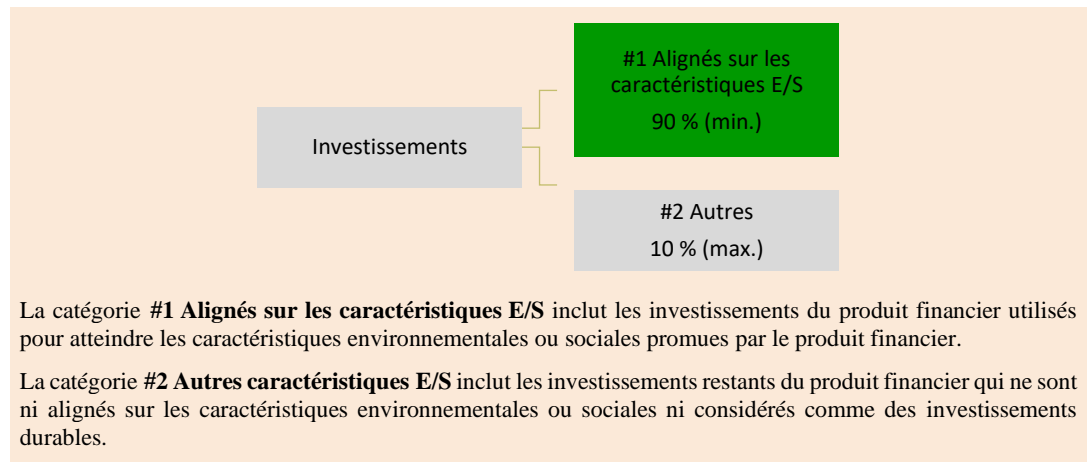 #1 Alignés sur les
caractéristiques E/S
90 % (min.)
Investissements
#2 Autres
10 % (max.)
La catégorie #1 Alignés sur les caractéristiques E/S inclut les investissements du produit financier utilisés
pour atteindre les caractéristiques environnementales ou sociales promues par le produit financier.
La catégorie #2 Autres caractéristiques E/S inclut les investissements restants du produit financier qui ne sont
ni alignés sur les caractéristiques environnementales ou sociales ni considérés comme des investissements
durables.